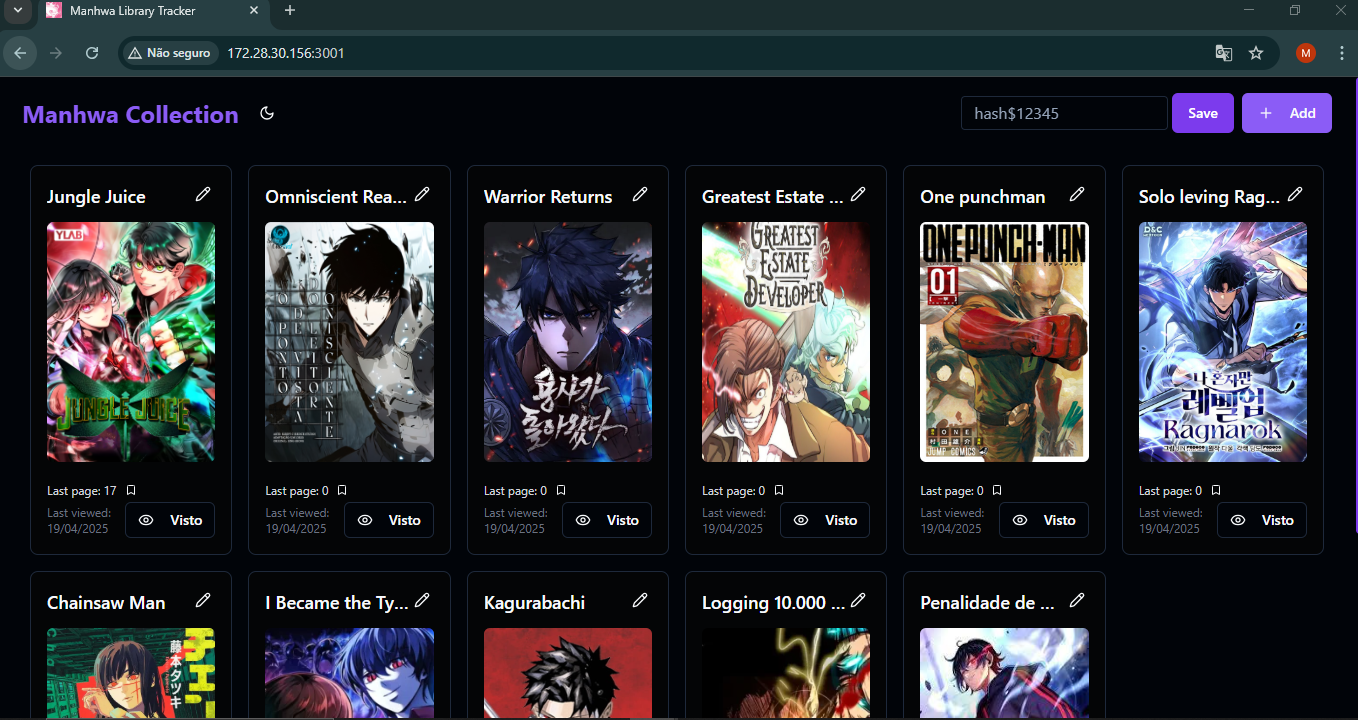 Manhwa Library Tracker
Não seguro
172.28.30.156:3001
M
Manhwa Collection
hash$12345
Save
Add
Jungle Juice
Omniscient Rea...
Warrior Returns
Greatest Estate ...
One punchman
Solo leving Rag...
YLAB
JUNGLE JUICE
용사가
돌아왔다
GREATEST
ESTATE
DEVELOPER
ONEPUNCH-MAN
01
ONE
村田雄介
JUMP COMICS
D&C
나 혼자만
레벨업
Ragnarok
Last page: 17
Last page: 0
Last page: 0
Last page: 0
Last page: 0
Last page: 0
Last viewed:
19/04/2025
Visto
Last viewed:
19/04/2025
Visto
Last viewed:
19/04/2025
Visto
Last viewed:
19/04/2025
Visto
Last viewed:
19/04/2025
Visto
Last viewed:
19/04/2025
Visto
Chainsaw Man
I Became the Ty...
Kagurabachi
Logging 10.000 ...
Penalidade de ...
藤本タツキ
チェ